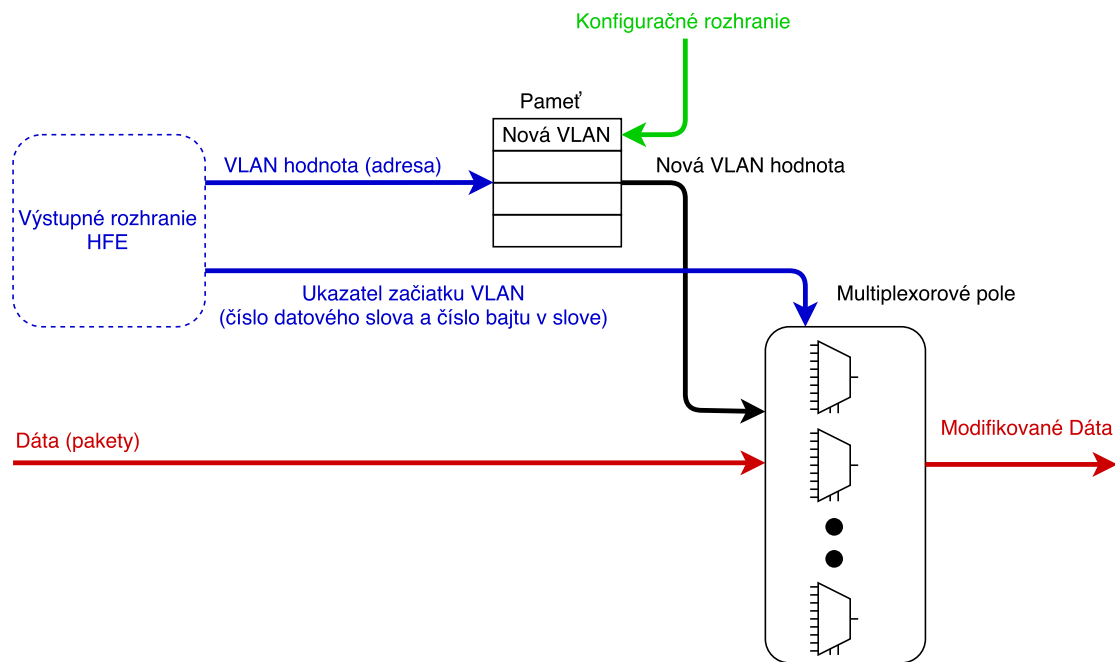 Konfiguračné rozhranie
Pameť
Nová VLAN
VLAN hodnota (adresa)
Nová VLAN hodnota
Výstupné rozhranie
HFE
Ukazatel začiatku VLAN
(číslo datového slova a číslo bajtu v slove)
Multiplexorové pole
Dáta (pakety)
Modifikované Dáta